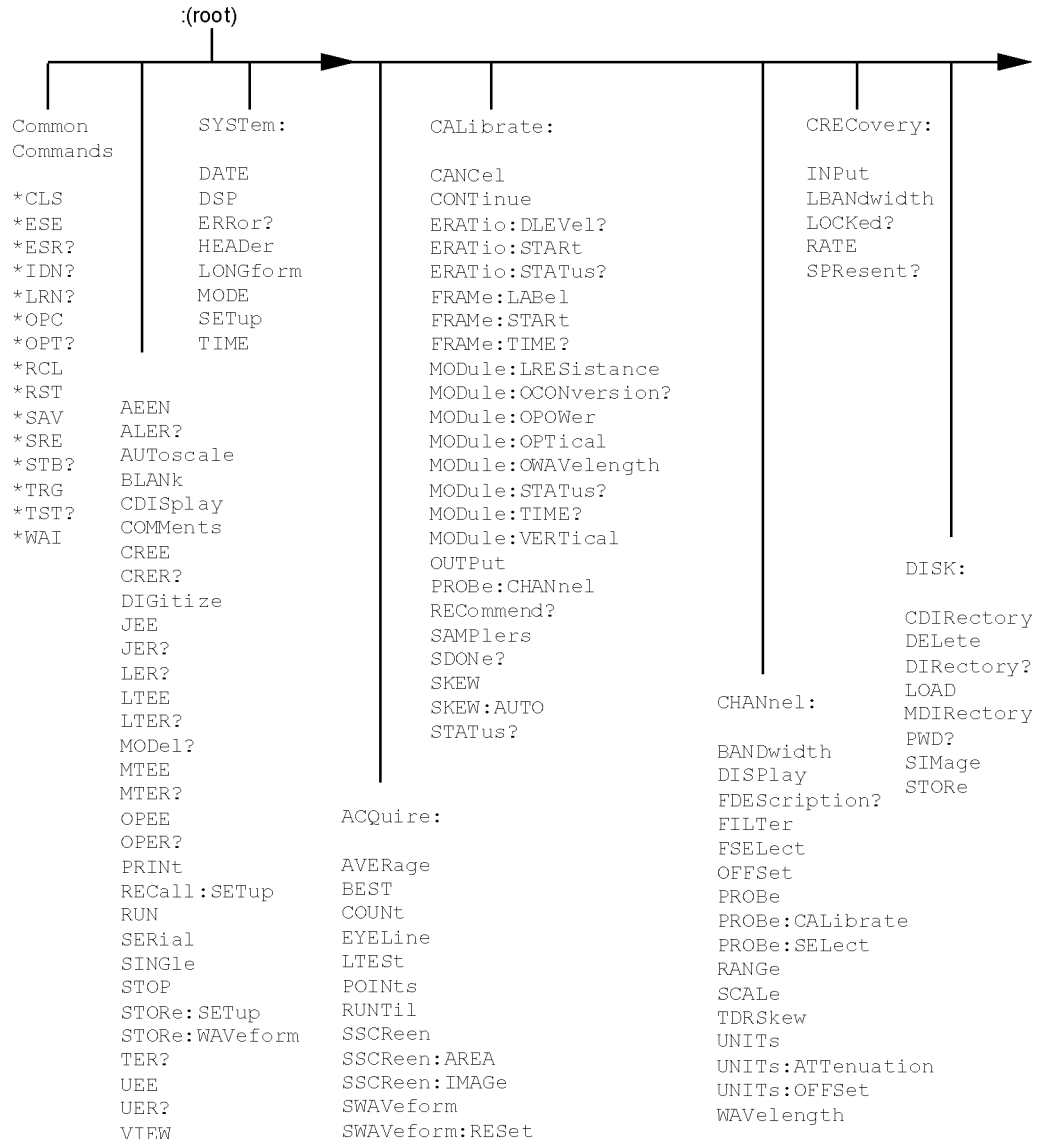 :(root)
Common
Commands
*CLS
*ESE
*ESR?
*IDN?
*LRN?
*OPC
*OPT?
*RCL
*RST
*SAV
*SRE
*STB?
*TRG
*TST?
*WAI
AEEN
ALER?
AUToscale
BLANk
CDISplay
COMMents
CREE
CRER?
DIGitize
JEE
JER?
LER?
LTEE
LTER?
MODel?
MTEE
MTER?
OPEE
OPER?
PRINt
RECall:SETup
RUN
SERial
SINGle
STOP
STORe:SETup
STORe:WAVeform
TER?
UEE
UER?
VIEW
SYSTem:
DATE
DSP
ERRor?
HEADer
LONGform
MODE
SETup
TIME
ACQuire:
AVERage
BEST
COUNt
EYELine
LTESt
POINts
RUNTil
SSCReen
SSCReen:AREA
SSCReen:IMAGe
SWAVeform
SWAVeform:RESet
CALibrate:
CANCel
CONTinue
ERATio:DLEVel?
ERATio:STARt
ERATio:STATus?
FRAMe:LABel
FRAMe:STARt
FRAMe:TIME?
MODule:LRESistance
MODule:OCONversion?
MODule:OPOWer
MODule:OPTical
MODule:OWAVelength
MODule:STATus?
MODule:TIME?
MODule:VERTical
OUTPut
PROBe:CHANnel
RECommend?
SAMPlers
SDONe?
SKEW
SKEW:AUTO
STATus?
CHANnel:
BANDwidth
DISPlay
FDEScription?
FILTer
FSELect
OFFSet
PROBe
PROBe:CALibrate
PROBe:SELect
RANGe
SCALe
TDRSkew
UNITs
UNITs:ATTenuation
UNITs:OFFSet
WAVelength
CRECovery:
INPut
LBANdwidth
LOCKed?
RATE
SPResent?
DISK:
CDIRectory
DELete
DIRectory?
LOAD
MDIRectory
PWD?
SIMage
STORe